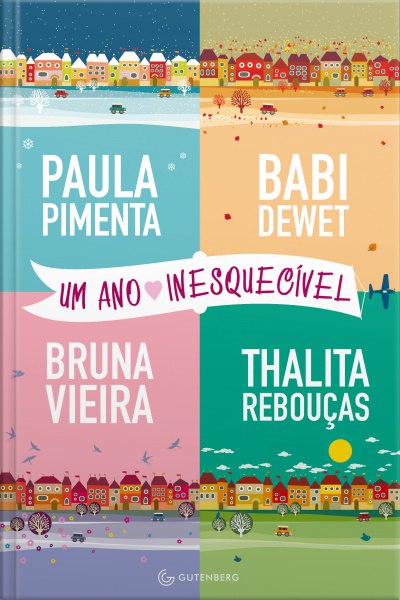 PAULA
PIMENTA
BABI
DEWET
UM ANO INESQUECÍVEL
BRUNA
VIEIRA
THALITA
REBOUÇAS
GUTENBERG